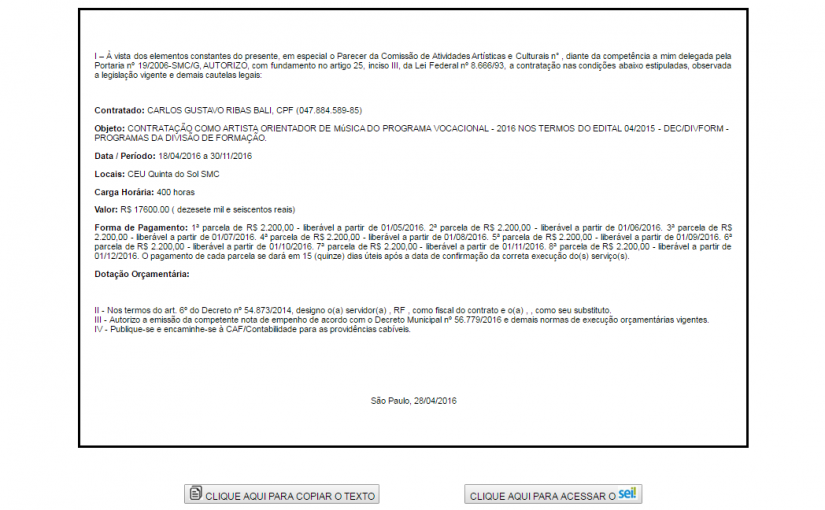 I – À vista dos elementos constantes do presente, em especial o Parecer da Comissão de Atividades Artísticas e Culturais n° , diante da competência a mim delegada pela
Portaria nº 19/2006-SMC/G, AUTORIZO, com fundamento no artigo 25, inciso III, da Lei Federal nº 8.666/93, a contratação nas condições abaixo estipuladas, observada
a legislação vigente e demais cautelas legais:
Contratado: CARLOS GUSTAVO RIBAS BALI, CPF (047.884.589-85)
Objeto: CONTRATAÇÃO COMO ARTISTA ORIENTADOR DE MúSICA DO PROGRAMA VOCACIONAL - 2016 NOS TERMOS DO EDITAL 04/2015 - DEC/DIVFORM -
PROGRAMAS DA DIVISÃO DE FORMAÇÃO.
Data / Período: 18/04/2016 a 30/11/2016
Locais: CEU Quinta do Sol SMC
Carga Horária: 400 horas
Valor: R$ 17600.00 ( dezesete mil e seiscentos reais)
Forma de Pagamento: 1ª parcela de R$ 2.200,00 - liberável a partir de 01/05/2016. 2ª parcela de R$ 2.200,00 - liberável a partir de 01/06/2016. 3ª parcela de R$
2.200,00 - liberável a partir de 01/07/2016. 4ª parcela de R$ 2.200,00 - liberável a partir de 01/08/2016. 5ª parcela de R$ 2.200,00 - liberável a partir de 01/09/2016. 6ª
parcela de R$ 2.200,00 - liberável a partir de 01/10/2016. 7ª parcela de R$ 2.200,00 - liberável a partir de 01/11/2016. 8ª parcela de R$ 2.200,00 - liberável a partir de
01/12/2016. O pagamento de cada parcela se dará em 15 (quinze) dias úteis após a data de confirmação da correta execução do(s) serviço(s).
Dotação Orçamentária:
II - Nos termos do art. 6º do Decreto nº 54.873/2014, designo o(a) servidor(a) , RF , como fiscal do contrato e o(a) , , como seu substituto.
III - Autorizo a emissão da competente nota de empenho de acordo com o Decreto Municipal nº 56.779/2016 e demais normas de execução orçamentárias vigentes.
IV - Publique-se e encaminhe-se à CAF/Contabilidade para as providências cabíveis.
São Paulo, 28/04/2016
CLIQUE AQUI PARA COPIAR O TEXTO
CLIQUE AQUI PARA ACESSAR O sei!